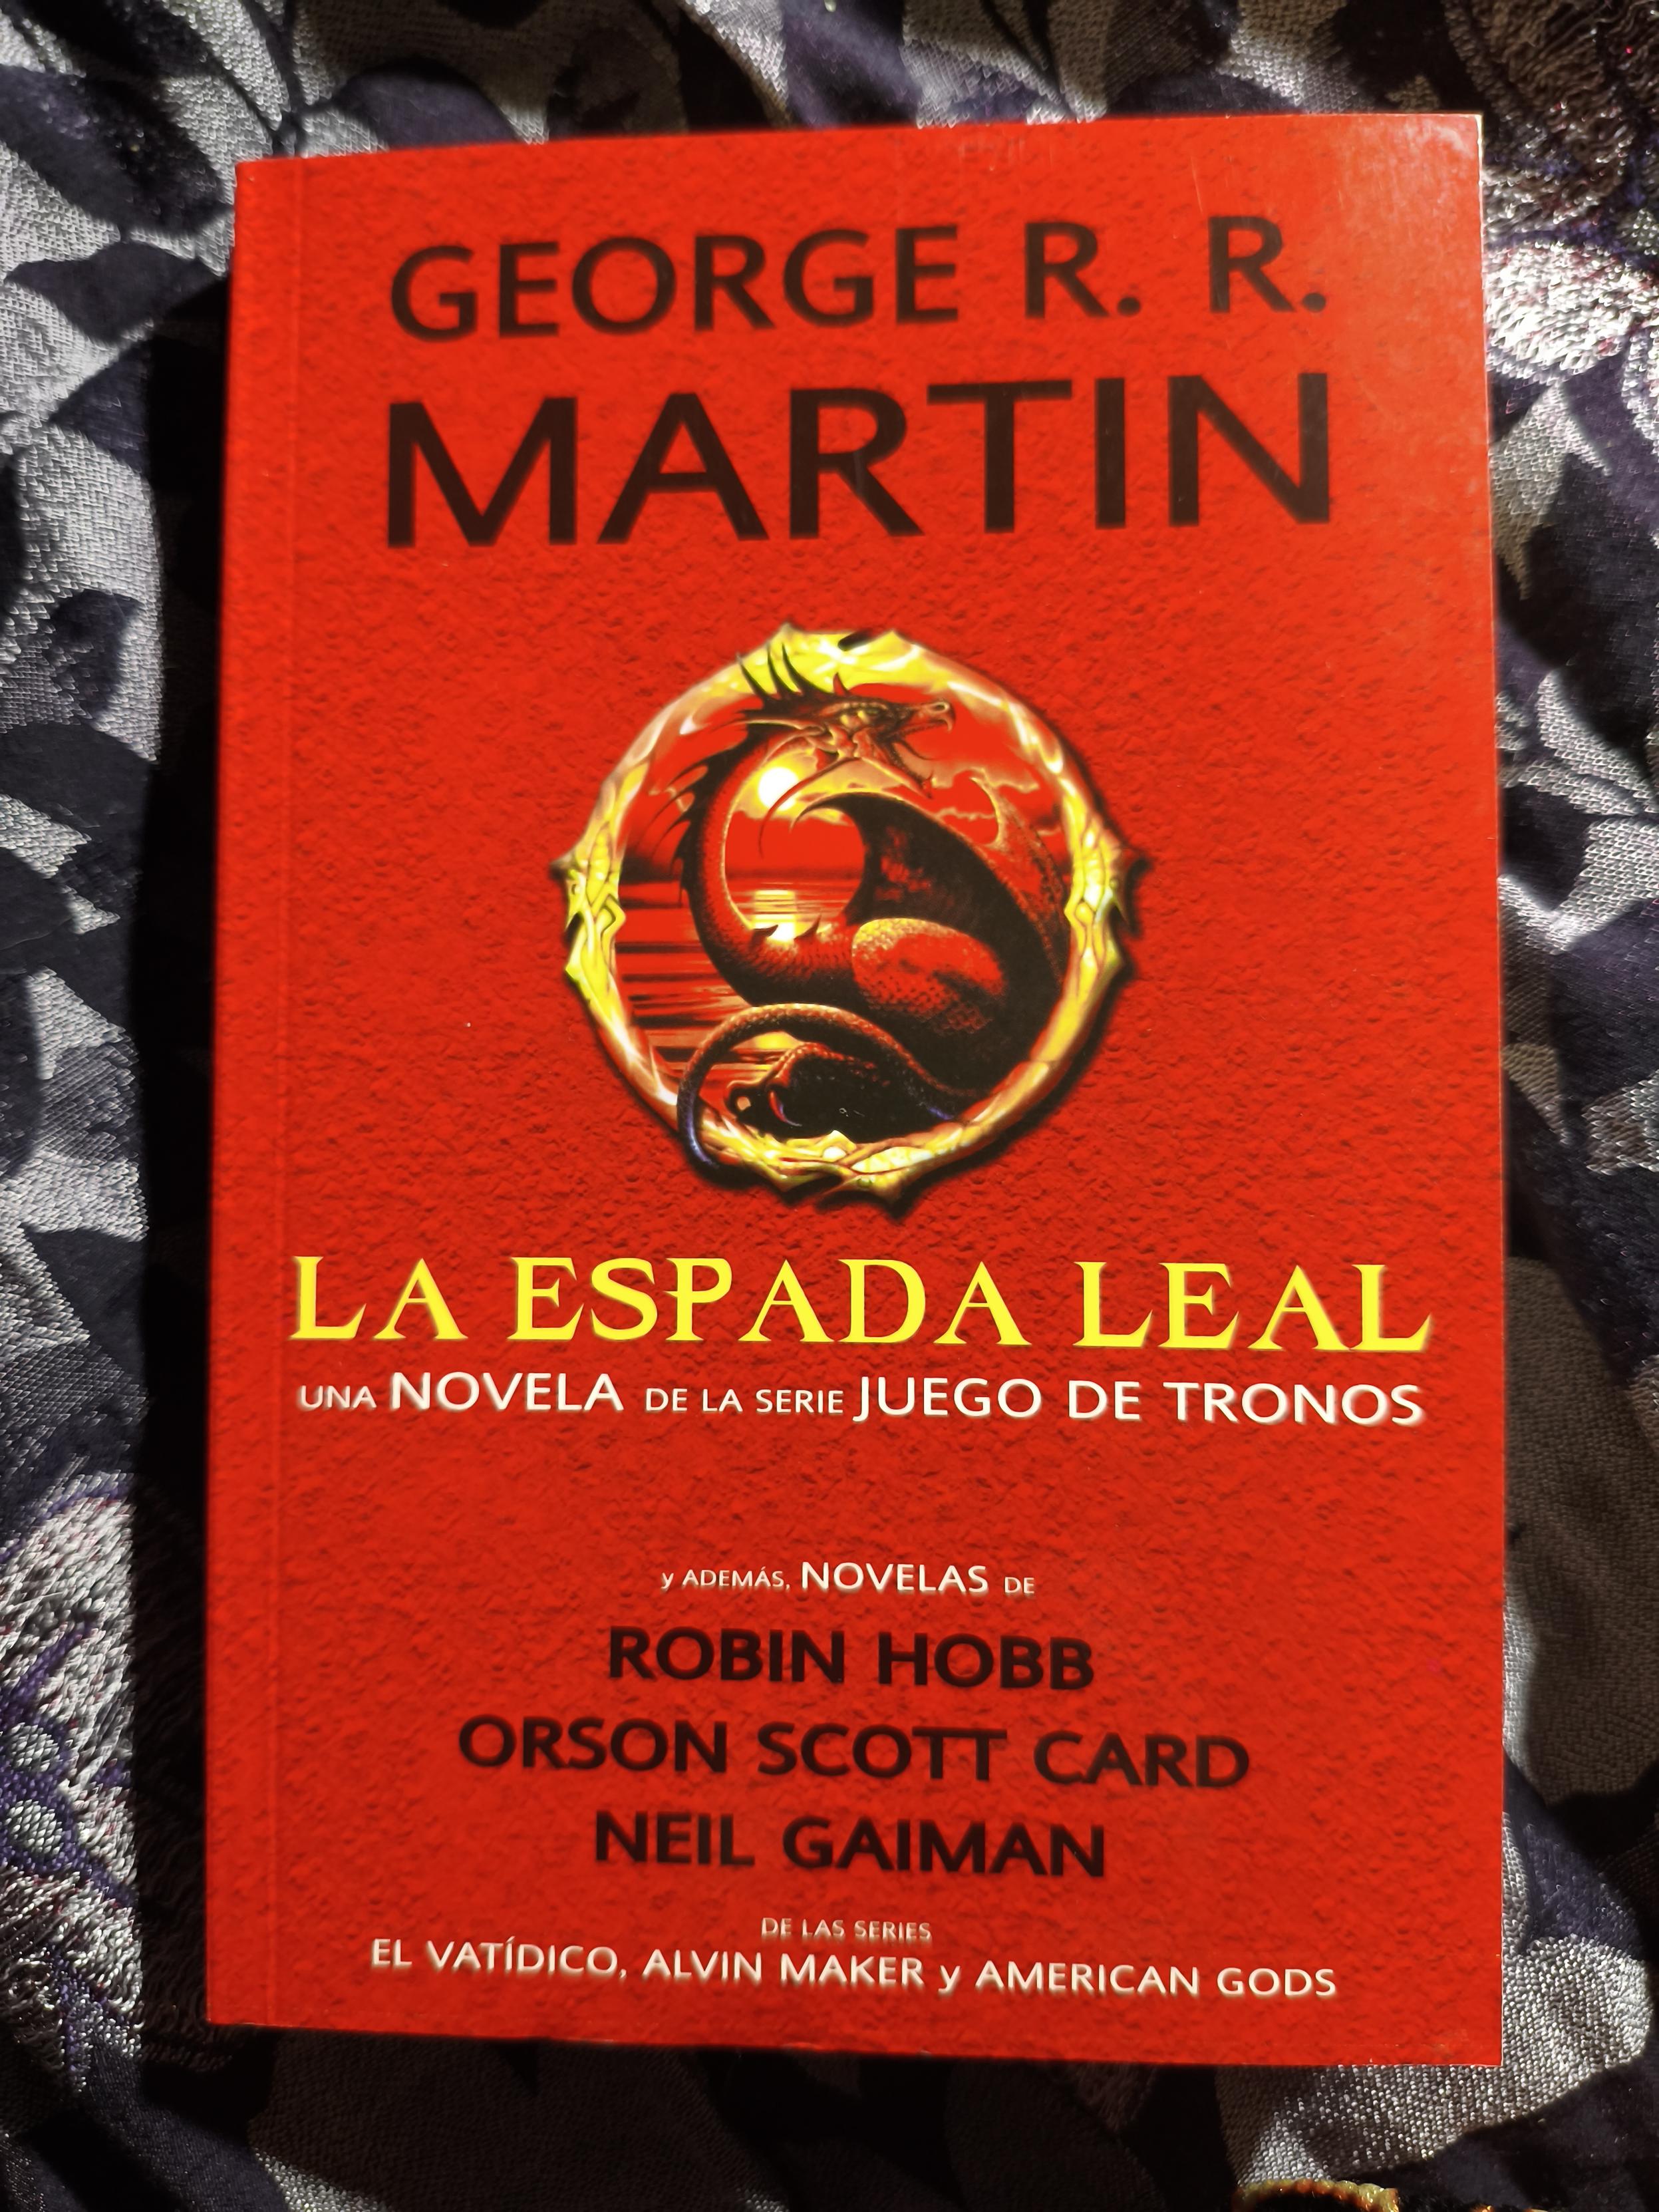 GEORGE R. R.
MARTIN
LA ESPADA LEAL
UNA NOVELA DE LA SERIE JUEGO DE TRONOS
y ADEMÁS, NOVELAS DE
ROBIN HOBB
ORSON SCOTT CARD
NEIL GAIMAN
DE LAS SERIES
EL VATÍDICO, ALVIN MAKER y AMERICAN GODS